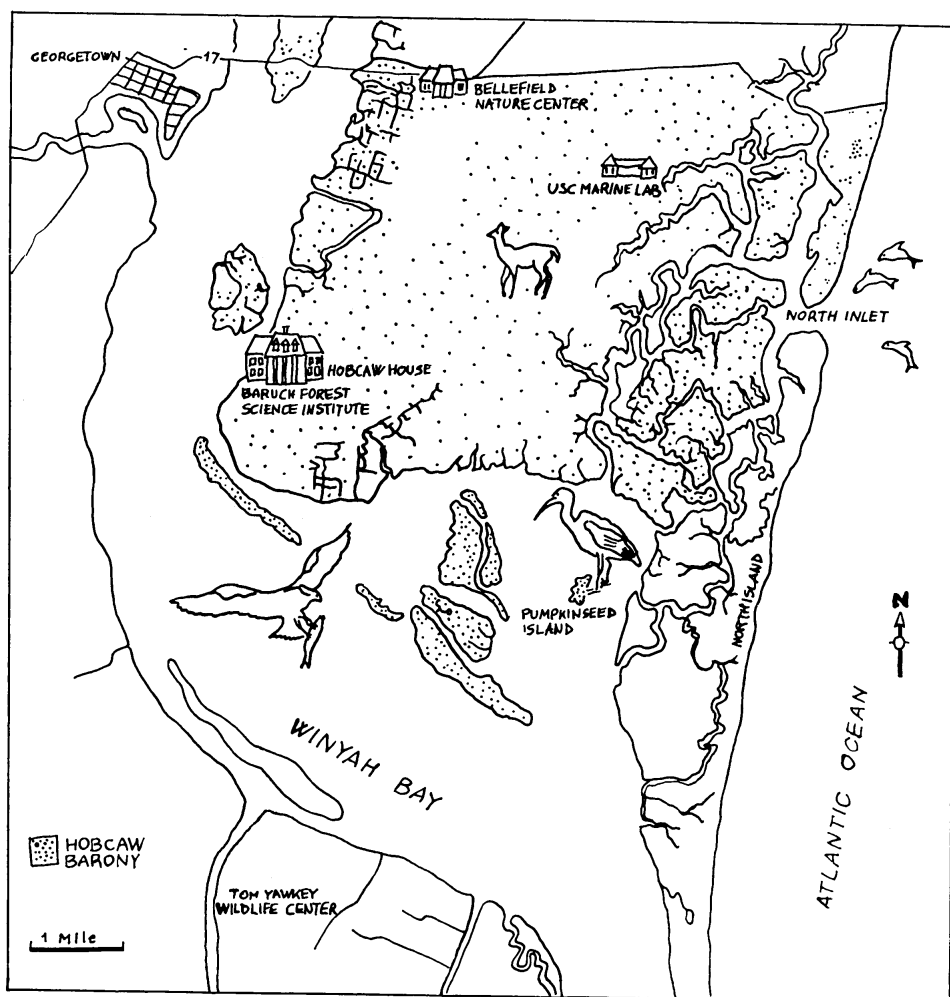 GEORGETOWN
17
BELLEFIELD
NATURE CENTER
USC MARINE LAB
NORTH INLET
HOBCAW HOUSE
BARUCH FOREST
SCIENCE INSTITUTE
PUMPKINSEED
ISLAND
NORTH ISLAND
N
WINYAH BAY
ATLANTIC OCEAN
HOBCAW
BARONY
TOM YAWKEY
WILDLIFE CENTER
1 MILE